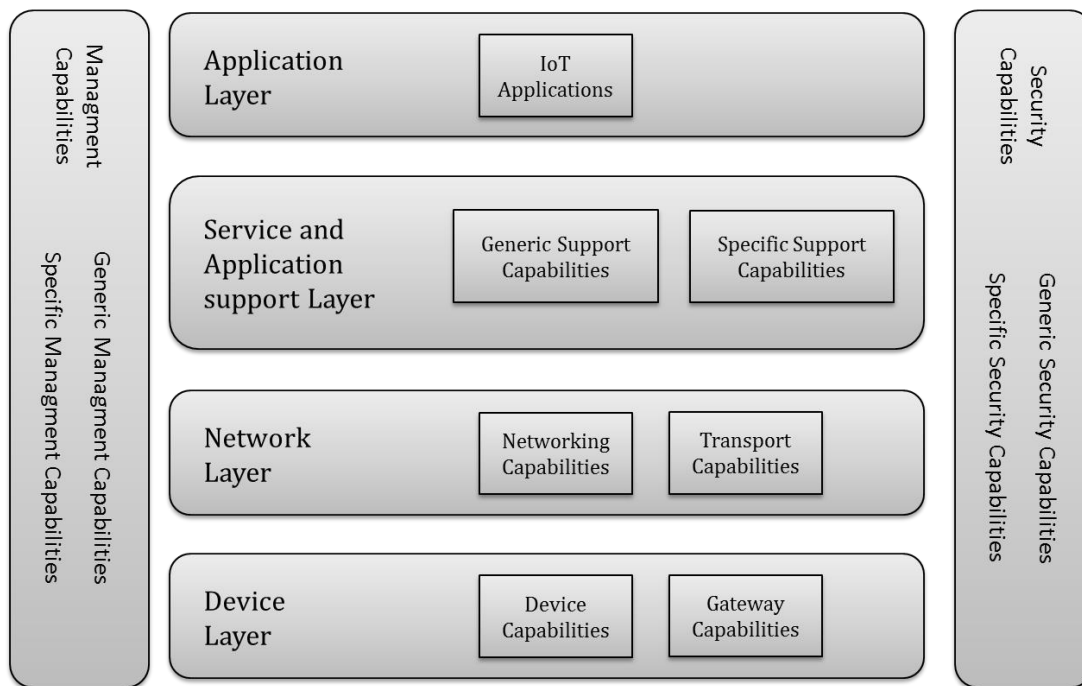 Managment
Capabilities
Generic Managment Capabilities
Specific Managment Capabilities
Application
Layer
IoT
Applications
Service and
Application
support Layer
Generic Support
Capabilities
Specific Support
Capabilities
Network
Layer
Networking
Capabilities
Transport
Capabilities
Device
Layer
Device
Capabilities
Gateway
Capabilities
Security
Capabilities
Generic Security Capabilities
Specific Security Capabilities